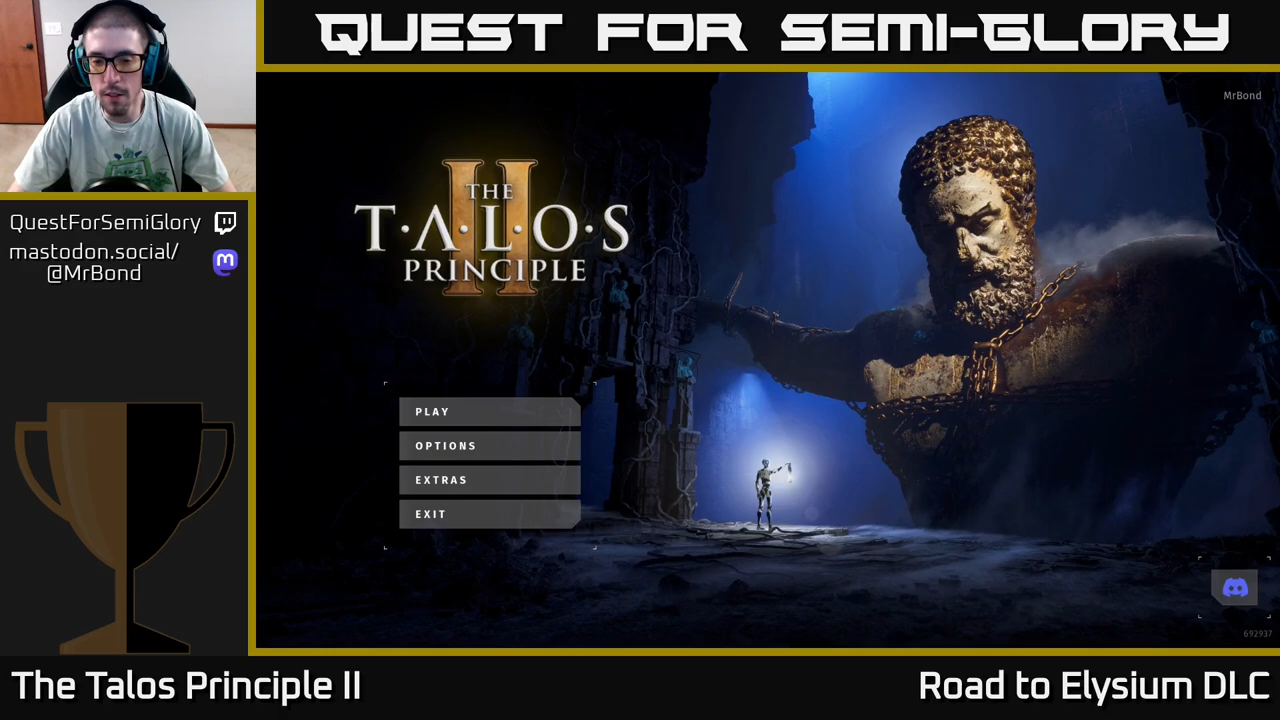 QUEST FOR SEMI-GLORY
QuestForSemiGlory
mastodon.social/
@MrBond
MrBond
II
THE
T·A·L·O·S
PRINCIPLE
PLAY
OPTIONS
EXTRAS
EXIT
692937
The Talos Principle II
Road to Elysium DLC